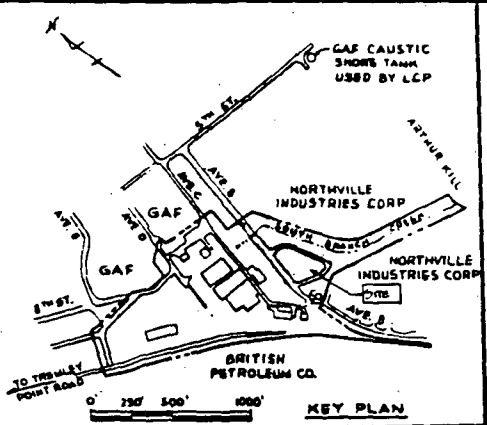 N
GAF CAUSTIC
SHORE TANK
USED BY LCP
5TH ST.
ARTHUR KILL
AVE. C
AVE. B
NORTHVILLE
INDUSTRIES CORP
GAF
SOUTH BRANCH CREEK
AVE. D
NORTHVILLE
INDUSTRIES CORP
GAF
SITE
AVE. B
8TH ST.
BRITISH
PETROLEUM CO.
TO TREMLEY
POINT ROAD
0' 250' 500' 1000'
KEY PLAN